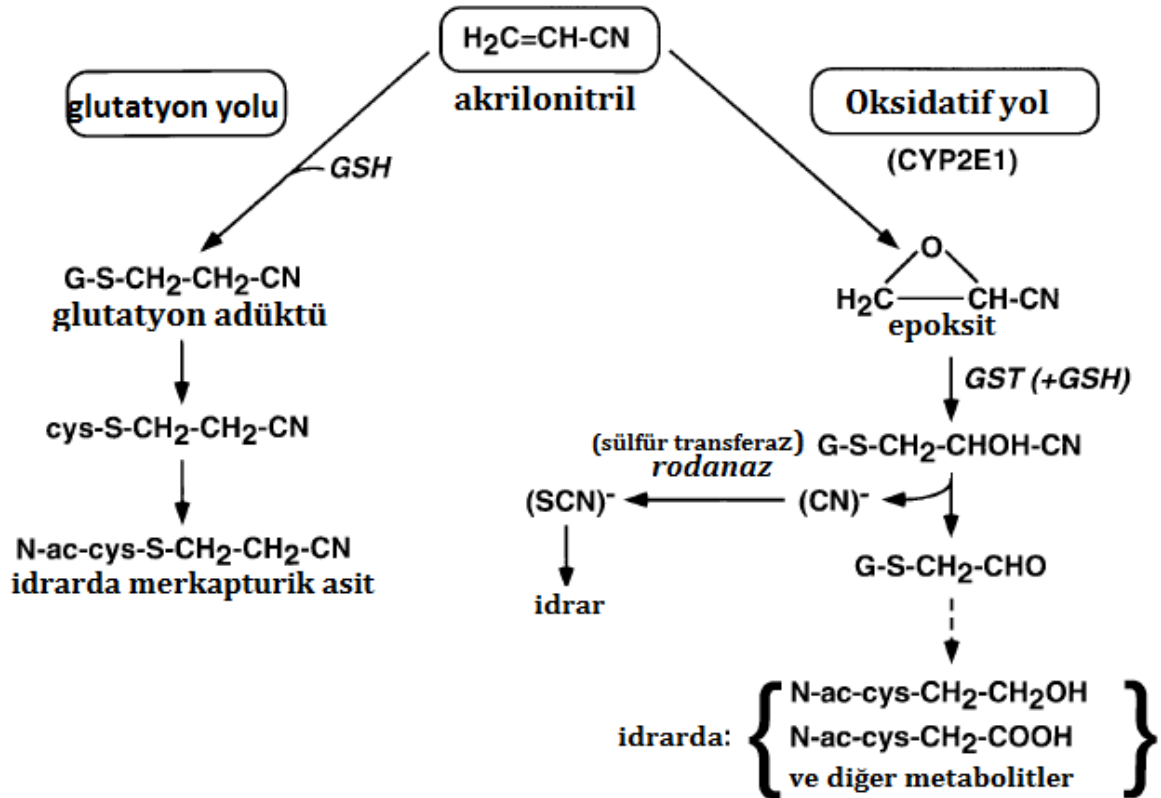 H₂C=CH-CN
akrilonitril
glutatyon yolu
Oksidatif yol
(CYP2E1)
GSH
G-S-CH₂-CH₂-CN
glutatyon adüktü
O
H₂C CH-CN
epoksit
GST (+GSH)
cys-S-CH₂-CH₂-CN
(sülfür transferaz)
rodanaz
G-S-CH₂-CHOH-CN
(SCN)⁻
(CN)⁻
N-ac-cys-S-CH₂-CH₂-CN
idrarda merkapturik asit
G-S-CH₂-CHO
idrar
idrarda:
N-ac-cys-CH₂-CH₂OH
N-ac-cys-CH₂-COOH
ve diğer metabolitler